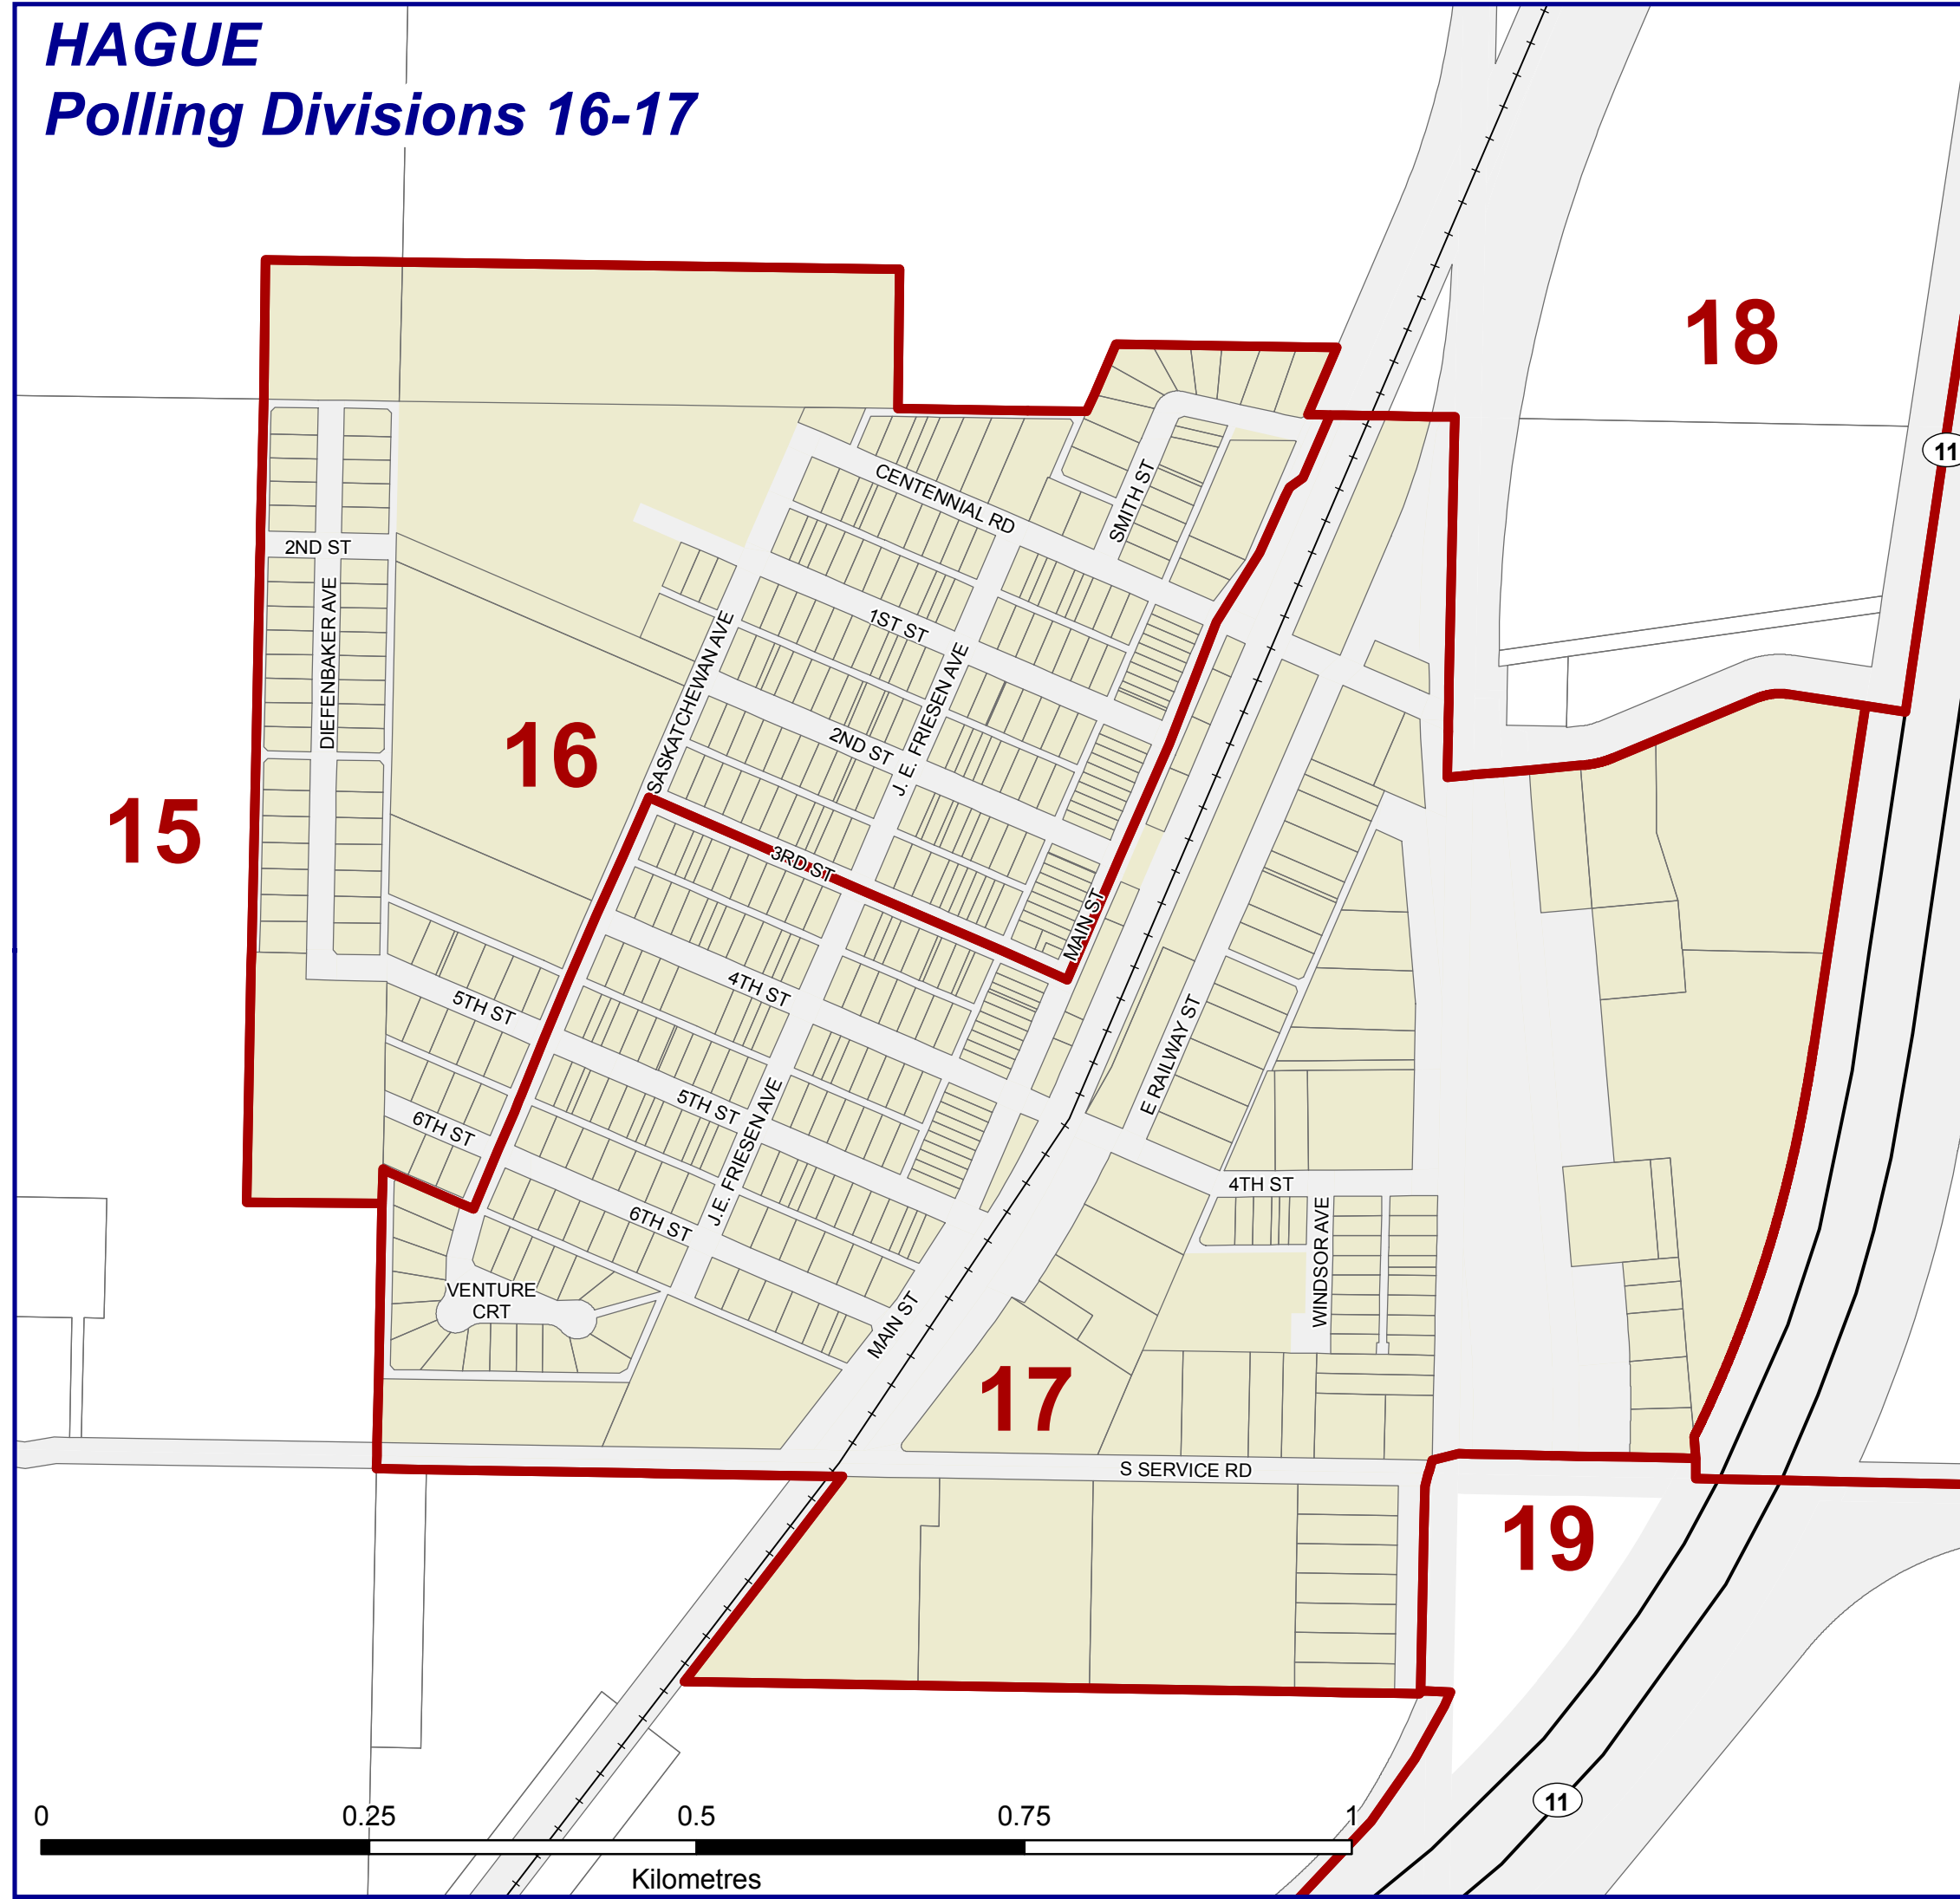 HAGUE
Polling Divisions 16-17
18
11
CENTENNIAL RD
SMITH ST
2ND ST
DIEFENBAKER AVE
1ST ST
SASKATCHEWAN AVE
J. E. FRIESEN AVE
2ND ST
16
15
3RD ST
MAIN ST
4TH ST
5TH ST
E RAILWAY ST
5TH ST
J.E. FRIESEN AVE
6TH ST
4TH ST
6TH ST
WINDSOR AVE
VENTURE
CRT
MAIN ST
17
S SERVICE RD
19
11
0 0.25 0.5 0.75 1
Kilometres